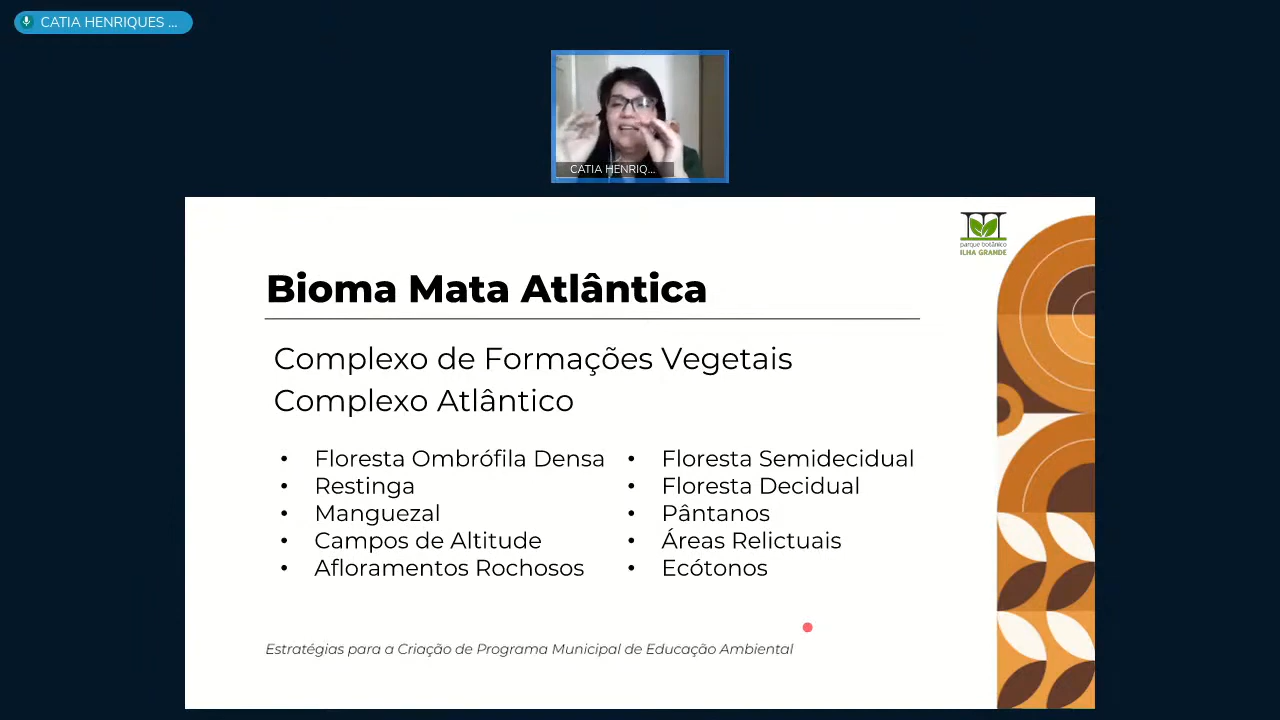 CATIA HENRIQUES ...
CATIA HENRIQ...
parque botânico
ILHA GRANDE
Bioma Mata Atlântica
Complexo de Formações Vegetais
Complexo Atlântico
• Floresta Ombrófila Densa
• Restinga
• Manguezal
• Campos de Altitude
• Afloramentos Rochosos
• Floresta Semidecidual
• Floresta Decidual
• Pântanos
• Áreas Relictuais
• Ecótonos
Estratégias para a Criação de Programa Municipal de Educação Ambiental